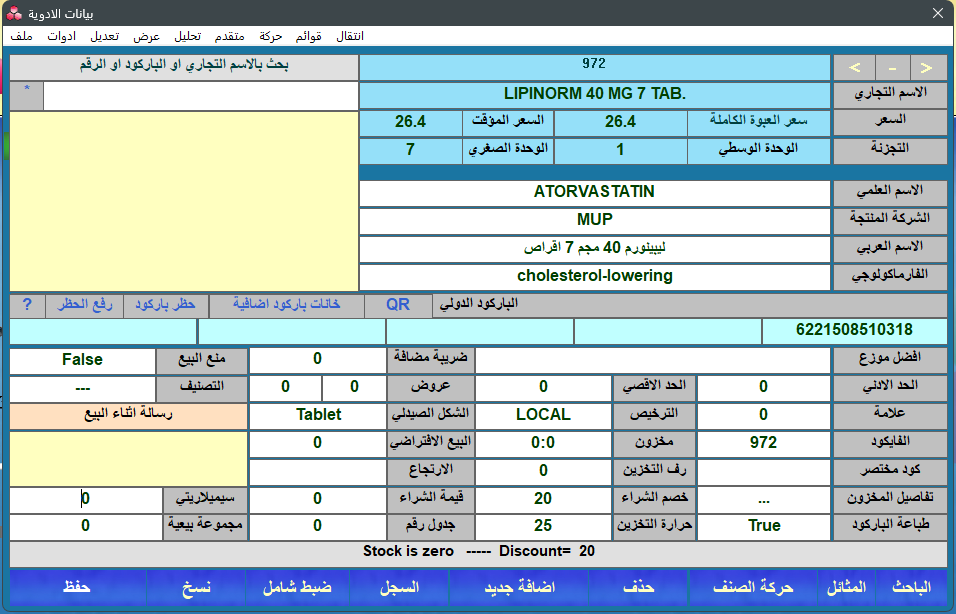 بيانات الادوية
ملف ادوات تعديل عرض تحليل متقدم حركة قوائم انتقال
< - > 972 بحث بالاسم التجاري او الباركود او الرقم
الاسم التجاري LIPINORM 40 MG 7 TAB. *
السعر سعر العبوة الكاملة 26.4 السعر المؤقت 26.4
التجزئة الوحدة الوسطي 1 الوحدة الصغري 7
الاسم العلمي ATORVASTATIN
الشركة المنتجة MUP
الاسم العربي ليبينورم 40 مجم 7 اقراص
الفارماكولوجي cholesterol-lowering
الباركود الدولي QR خانات باركود اضافية حظر باركود رفع الحظر ?
6221508510318
افضل موزع ضريبة مضافة 0 منع البيع False
الحد الادني 0 الحد الاقصي 0 عروض 0 0 التصنيف ---
علامة 0 الترخيص LOCAL الشكل الصيدلي Tablet رسالة اثناء البيع
الفايكود 972 مخزون 0:0 البيع الافتراضي 0
كود مختصر رف التخزين 0 الارتجاع
تفاصيل المخزون ... خصم الشراء 20 قيمة الشراء 0 سيميلاريتي 0
طباعة الباركود True حرارة التخزين 25 جدول رقم 0 مجموعة بيعية 0
Stock is zero ----- Discount= 20
الباحث المثائل حركة الصنف حذف اضافة جديد السجل ضبط شامل نسخ حفظ